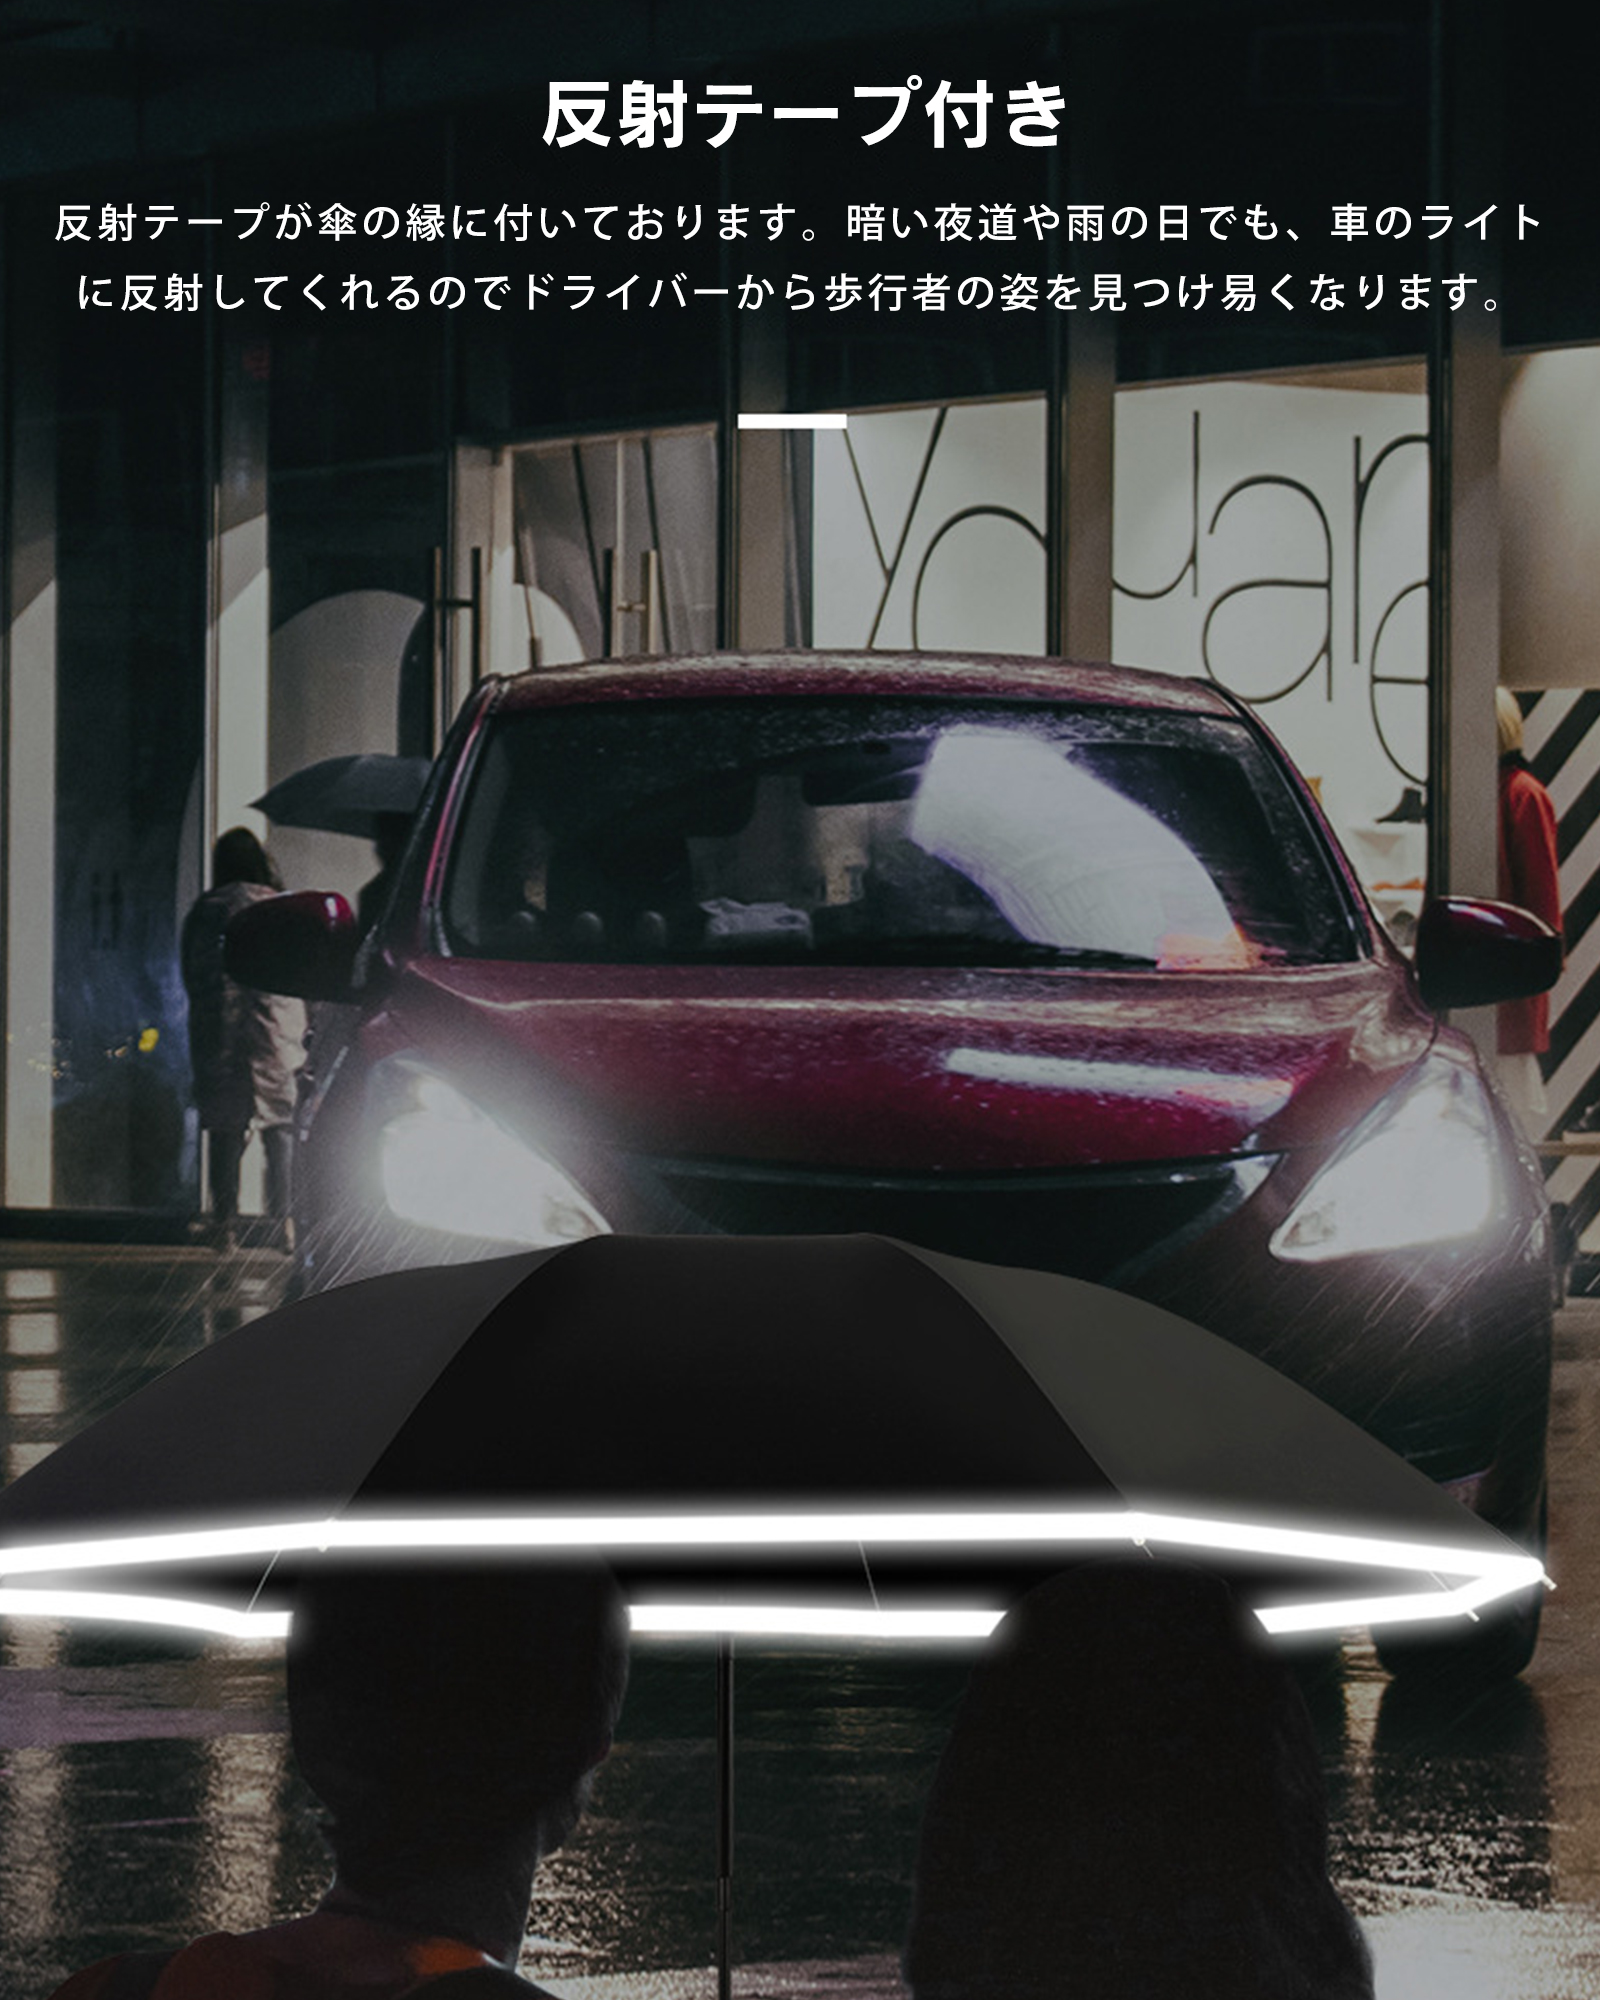 反射テープ付き
反射テープが傘の縁に付いております。暗い夜道や雨の日でも、車のライト
に反射してくれるのでドライバーから歩行者の姿を見つけ易くなります。
y a u are